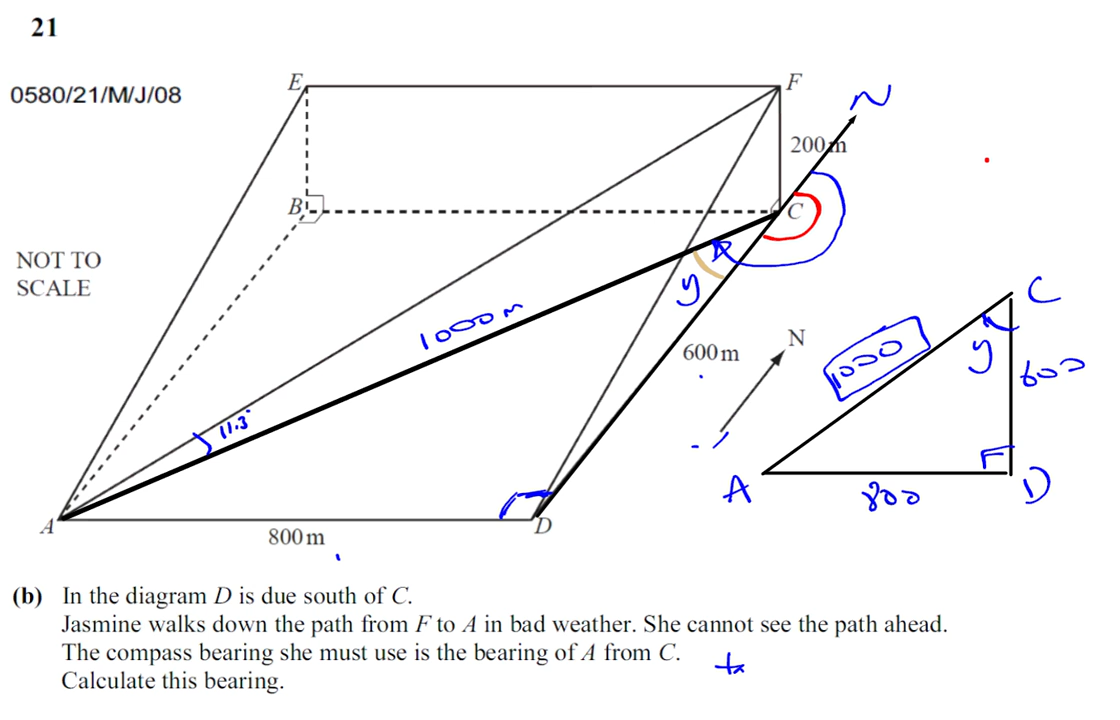 21
0580/21/M/J/08
E
F
N
200m
B
C
NOT TO
SCALE
y
1000 m
600 m
N
C
1000
y
600
11.3°
A
D
800 m
A
800
D
(b) In the diagram D is due south of C.
Jasmine walks down the path from F to A in bad weather. She cannot see the path ahead.
The compass bearing she must use is the bearing of A from C.
Calculate this bearing.